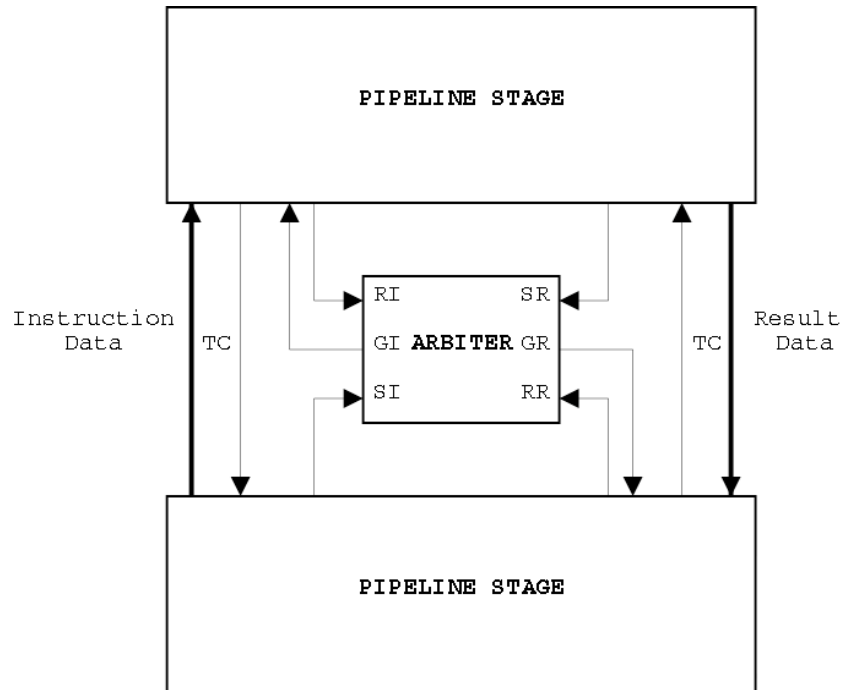 PIPELINE STAGE
RI
SR
Instruction
Data
TC
GI
ARBITER
GR
TC
Result
Data
SI
RR
PIPELINE STAGE